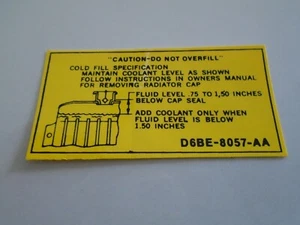 "CAUTION-DO NOT OVERFILL"
COLD FILL SPECIFICATION
MAINTAIN COOLANT LEVEL AS SHOWN
FOLLOW INSTRUCTIONS IN OWNERS MANUAL
FOR REMOVING RADIATOR CAP
FLUID LEVEL .75 TO 1,50 INCHES
BELOW CAP SEAL
ADD COOLANT ONLY WHEN
FLUID LEVEL IS BELOW
1.50 INCHES
D6BE-8057-AA